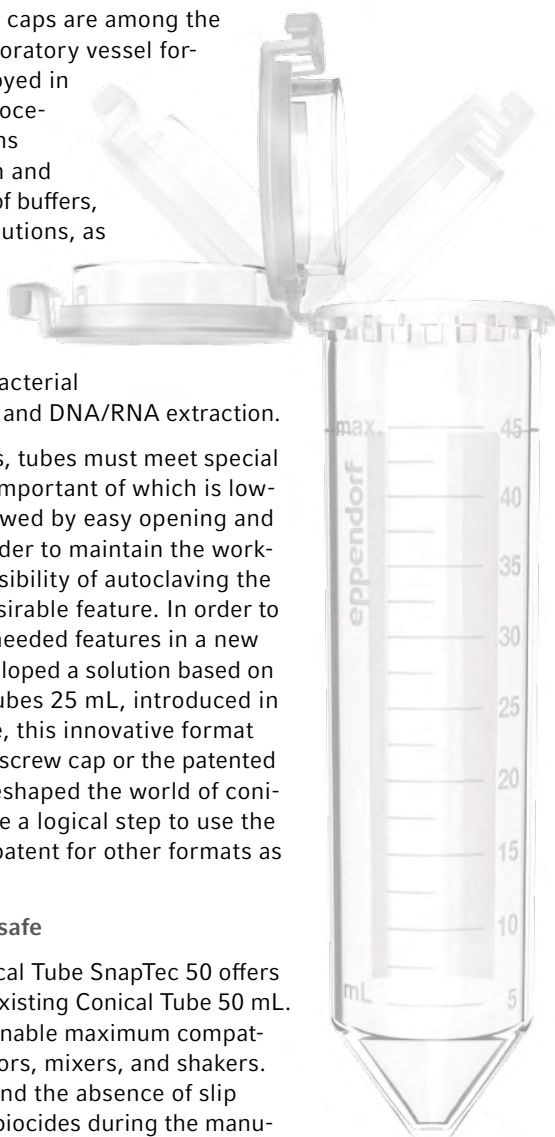 caps are among the
oratory vessel for-
yed in
oce-
ns
n and
of buffers,
utions, as
acterial
and DNA/RNA extraction.
s, tubes must meet special
mportant of which is low-
wed by easy opening and
der to maintain the work-
sibility of autoclaving the
sirable feature. In order to
needed features in a new
loped a solution based on
ubes 25 mL, introduced in
e, this innovative format
screw cap or the patented
eshaped the world of coni-
e a logical step to use the
patent for other formats as
safe
cal Tube SnapTec 50 offers
xisting Conical Tube 50 mL.
nable maximum compat-
ors, mixers, and shakers.
nd the absence of slip
biocides during the manu-
max.
eppendorf
45
40
35
30
25
20
15
10
mL
5